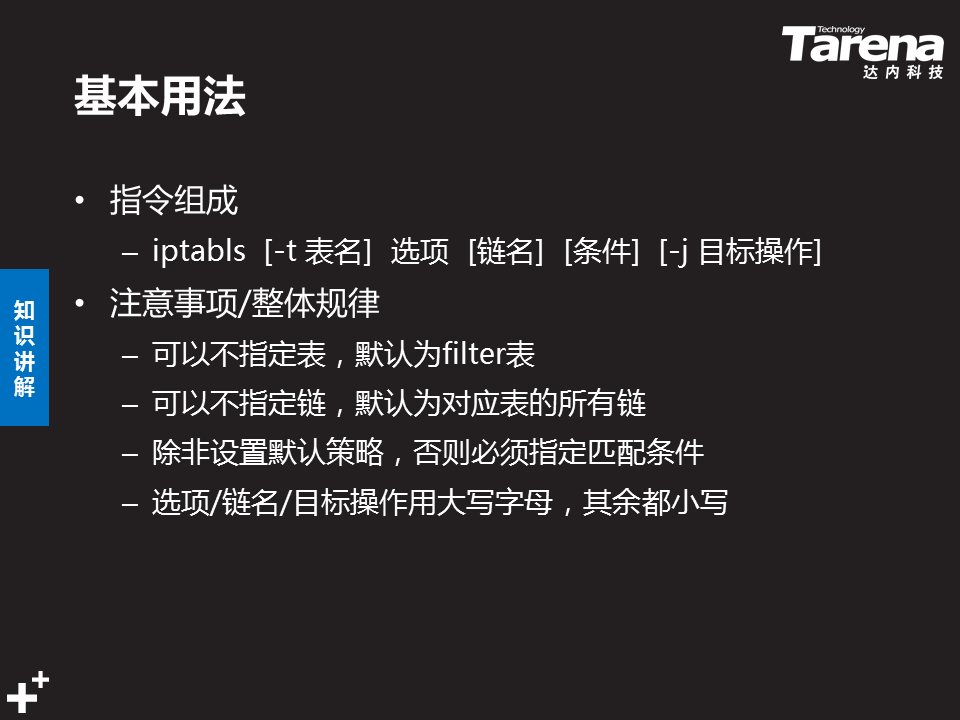 Technology
Tarena
达内科技
基本用法
• 指令组成
– iptabls [-t 表名] 选项 [链名] [条件] [-j 目标操作]
• 注意事项/整体规律
– 可以不指定表，默认为filter表
– 可以不指定链，默认为对应表的所有链
– 除非设置默认策略，否则必须指定匹配条件
– 选项/链名/目标操作用大写字母，其余都小写
知
识
讲
解